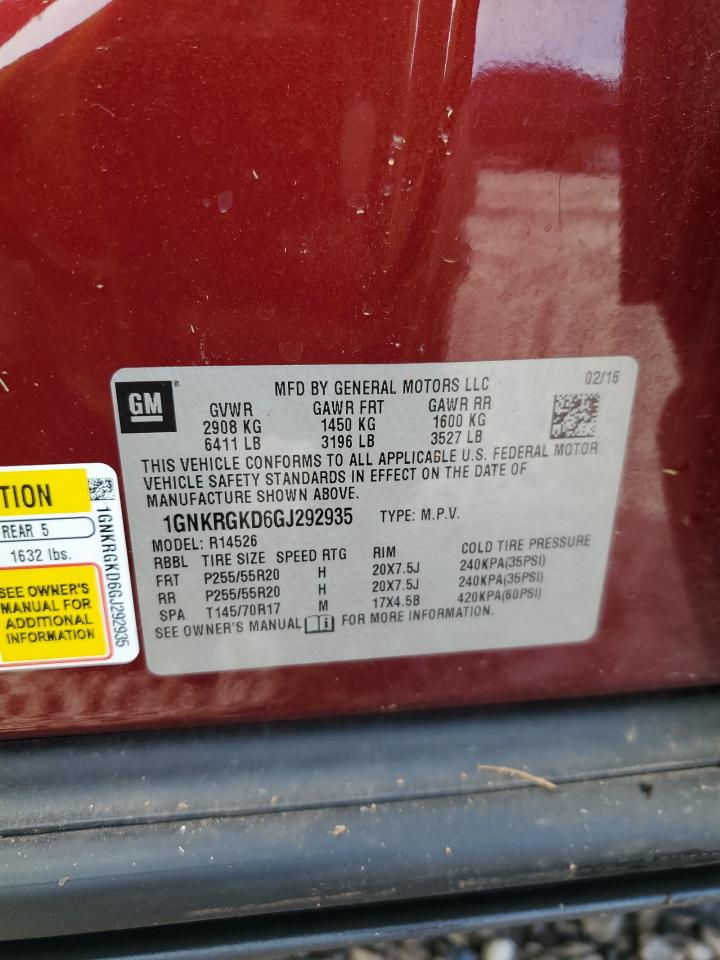 GM ®
MFD BY GENERAL MOTORS LLC 02/16
GVWR GAWR FRT GAWR RR
2908 KG 1450 KG 1600 KG
6411 LB 3196 LB 3527 LB
THIS VEHICLE CONFORMS TO ALL APPLICABLE U.S. FEDERAL MOTOR
VEHICLE SAFETY STANDARDS IN EFFECT ON THE DATE OF
MANUFACTURE SHOWN ABOVE.
1GNKRGKD6GJ292935 TYPE: M.P.V.
MODEL: R14526
RBBL TIRE SIZE SPEED RTG RIM COLD TIRE PRESSURE
FRT P255/55R20 H 20X7.5J 240KPA(35PSI)
RR P255/55R20 H 20X7.5J 240KPA(35PSI)
SPA T145/70R17 M 17X4.5B 420KPA(60PSI)
SEE OWNER'S MANUAL i FOR MORE INFORMATION.
TION
REAR 5
1632 lbs.
SEE OWNER'S
MANUAL FOR
ADDITIONAL
INFORMATION
1GNKRGKD6GJ292935